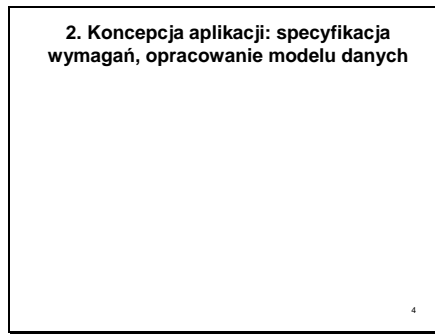 2. Koncepcja aplikacji: specyfikacja
wymagań, opracowanie modelu danych
4